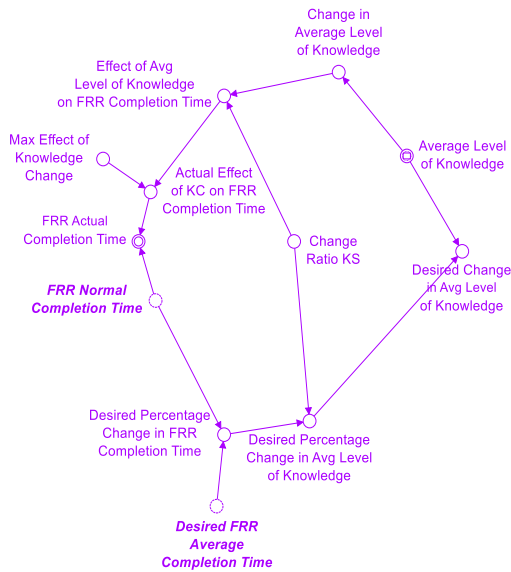 Change in
Average Level
of Knowledge
Effect of Avg
Level of Knowledge
on FRR Completion Time
Max Effect of
Knowledge
Change
Average Level
of Knowledge
Actual Effect
of KC on FRR
Completion Time
FRR Actual
Completion Time
Change
Ratio KS
Desired Change
in Avg Level
of Knowledge
FRR Normal
Completion Time
Desired Percentage
Change in FRR
Completion Time
Desired Percentage
Change in Avg Level
of Knowledge
Desired FRR
Average
Completion Time